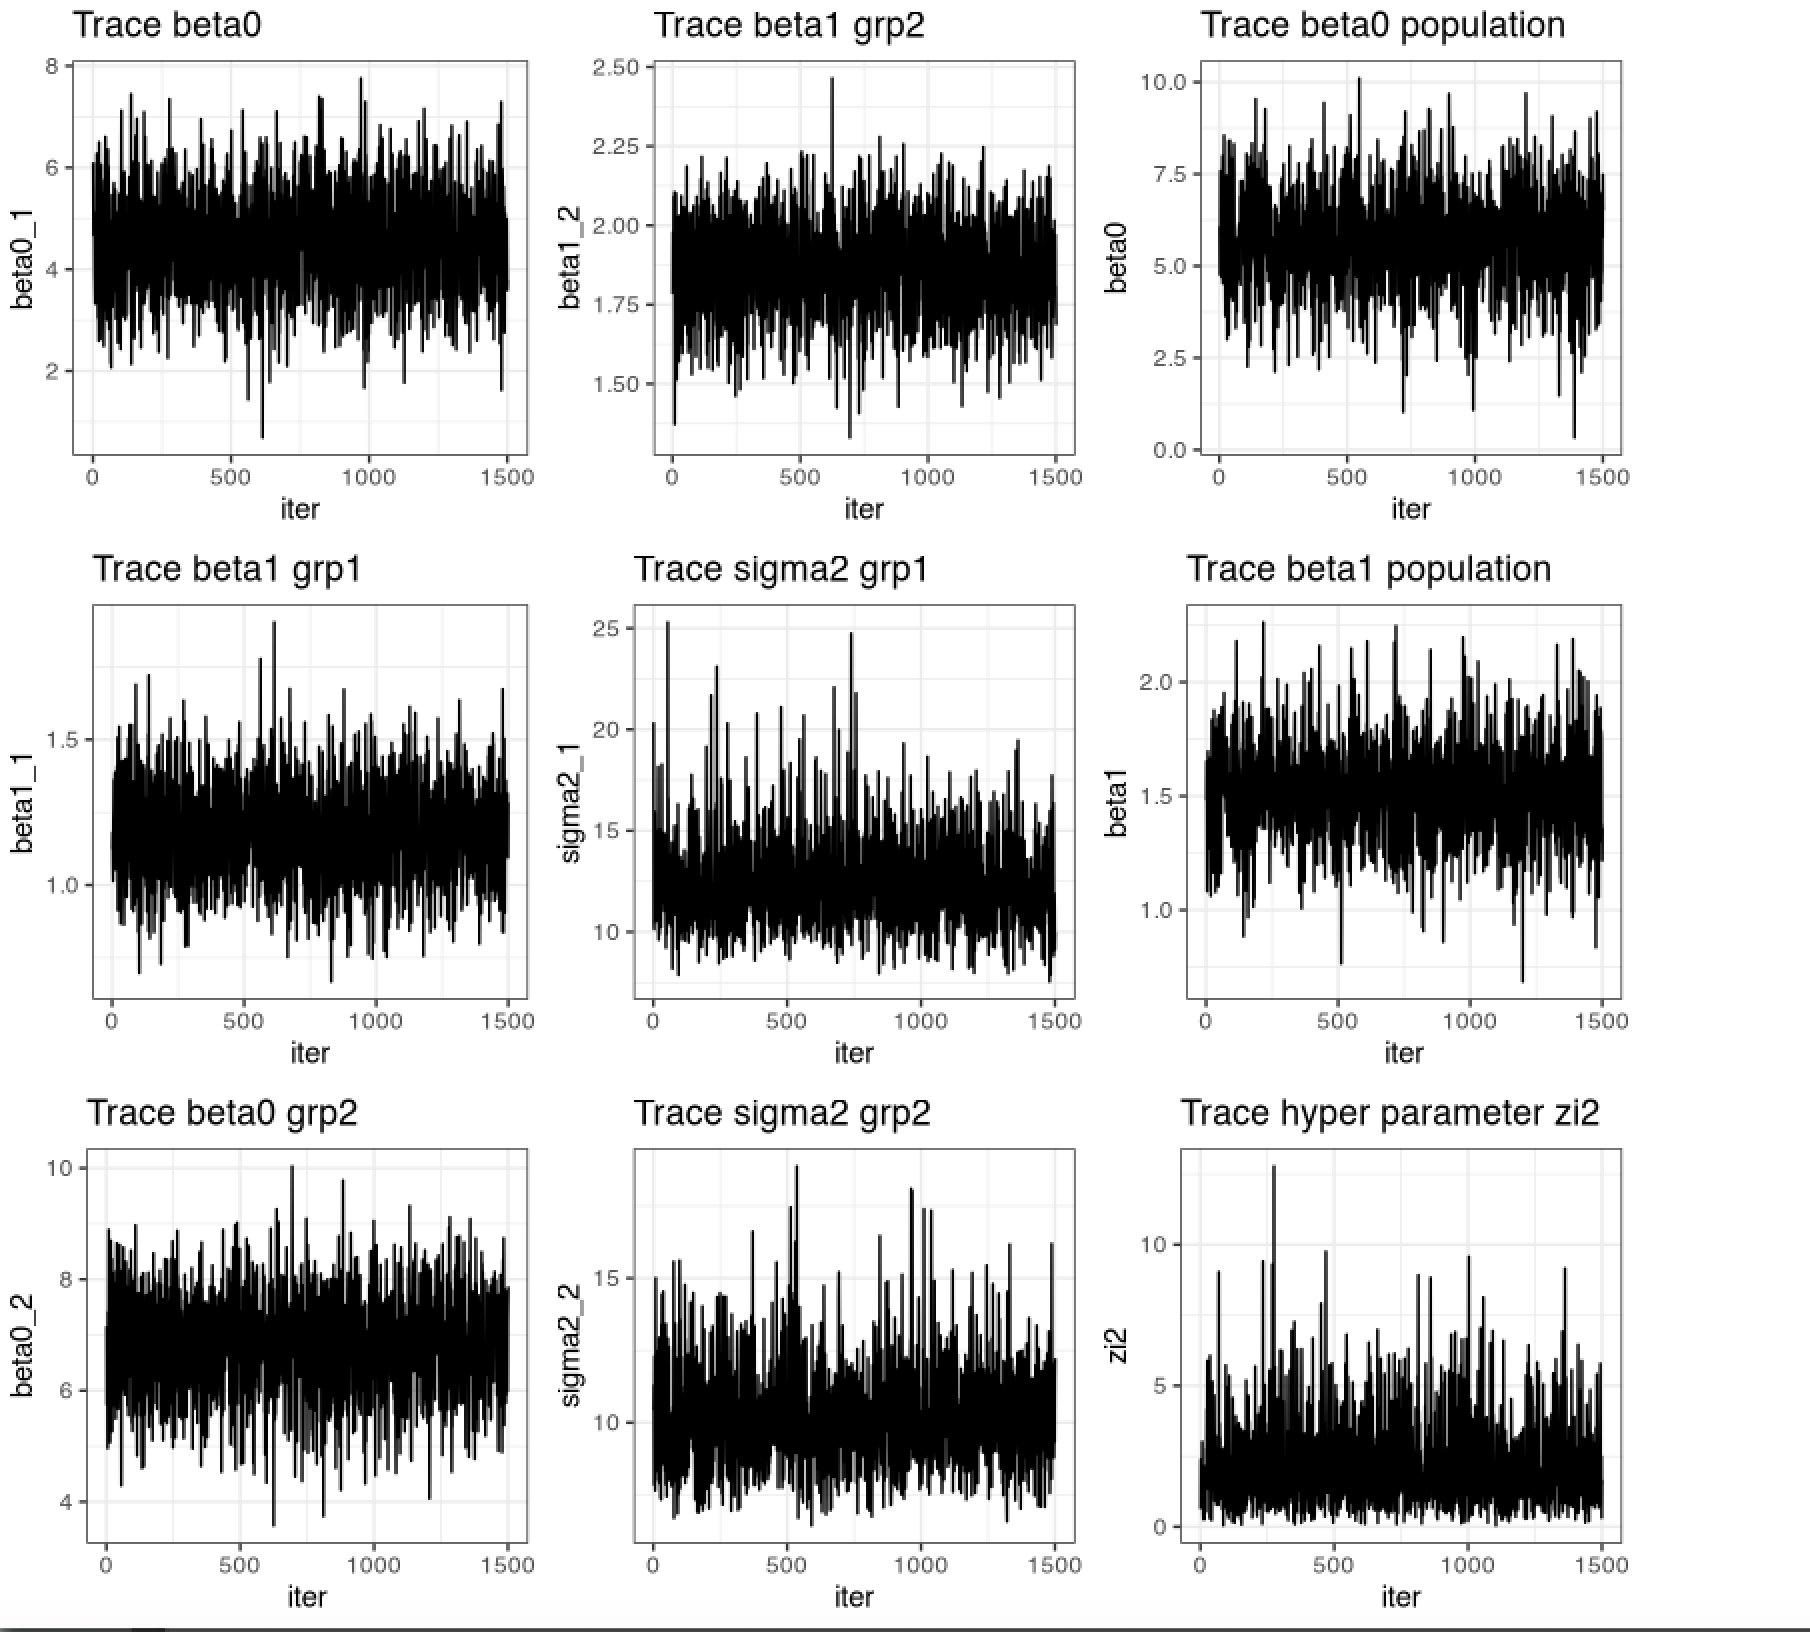 Trace beta0
beta0_1
8
6
4
2
0 500 1000 1500
iter
Trace beta1 grp2
beta1_2
2.50
2.25
2.00
1.75
1.50
0 500 1000 1500
iter
Trace beta0 population
beta0
10.0
7.5
5.0
2.5
0.0
0 500 1000 1500
iter
Trace beta1 grp1
beta1_1
1.5
1.0
0 500 1000 1500
iter
Trace sigma2 grp1
sigma2_1
25
20
15
10
0 500 1000 1500
iter
Trace beta1 population
beta1
2.0
1.5
1.0
0 500 1000 1500
iter
Trace beta0 grp2
beta0_2
10
8
6
4
0 500 1000 1500
iter
Trace sigma2 grp2
sigma2_2
15
10
0 500 1000 1500
iter
Trace hyper parameter zi2
zi2
10
5
0
0 500 1000 1500
iter